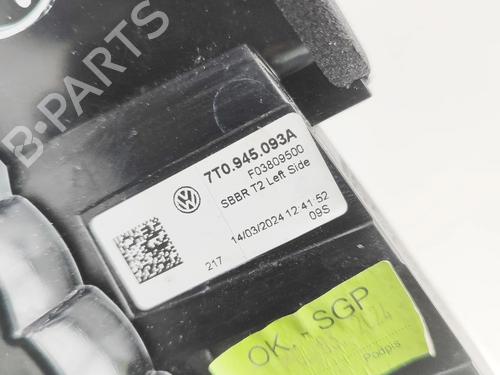 B-PARTS
7T0.945.093A
F03809500
SBBR T2 Left Side
14/03/2024 12:41:52
217
09S
OK. - SGP
2024
Podpis